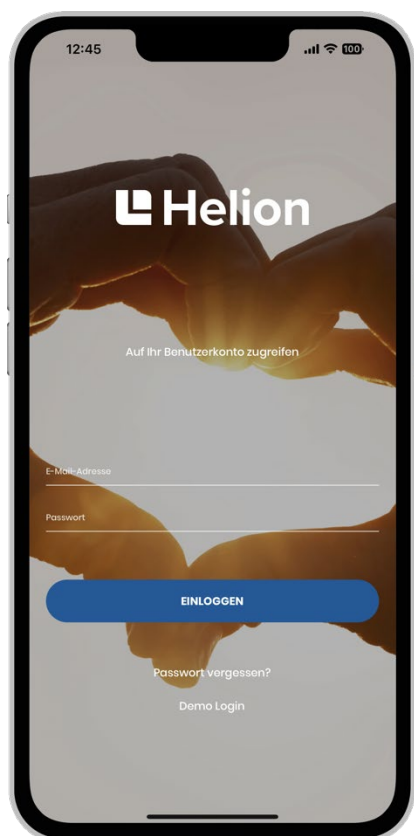 12:45
100
Helion
Auf Ihr Benutzerkonto zugreifen
E-Mail-Adresse
Passwort
EINLOGGEN
Passwort vergessen?
Demo Login